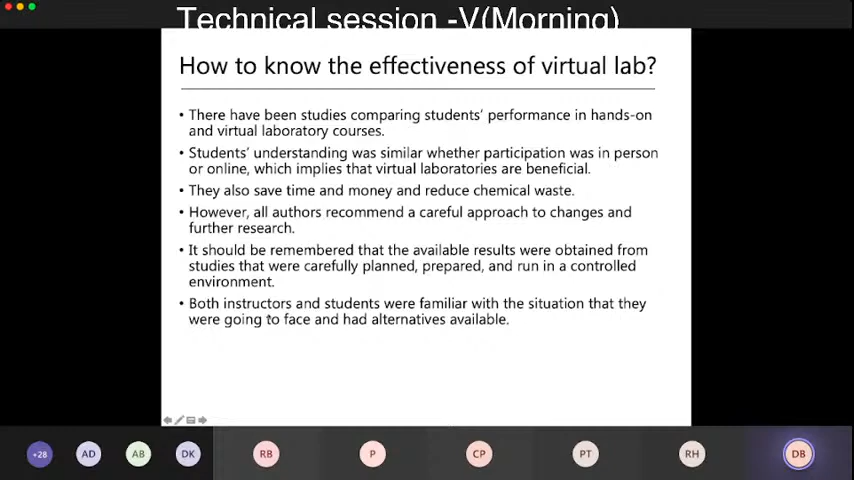 Technical session -V(Morning)
How to know the effectiveness of virtual lab?
• There have been studies comparing students' performance in hands-on
and virtual laboratory courses.
• Students' understanding was similar whether participation was in person
or online, which implies that virtual laboratories are beneficial.
• They also save time and money and reduce chemical waste.
• However, all authors recommend a careful approach to changes and
further research.
• It should be remembered that the available results were obtained from
studies that were carefully planned, prepared, and run in a controlled
environment.
• Both instructors and students were familiar with the situation that they
were going to face and had alternatives available.
+28 AD AB DK RB P CP PT RH DB